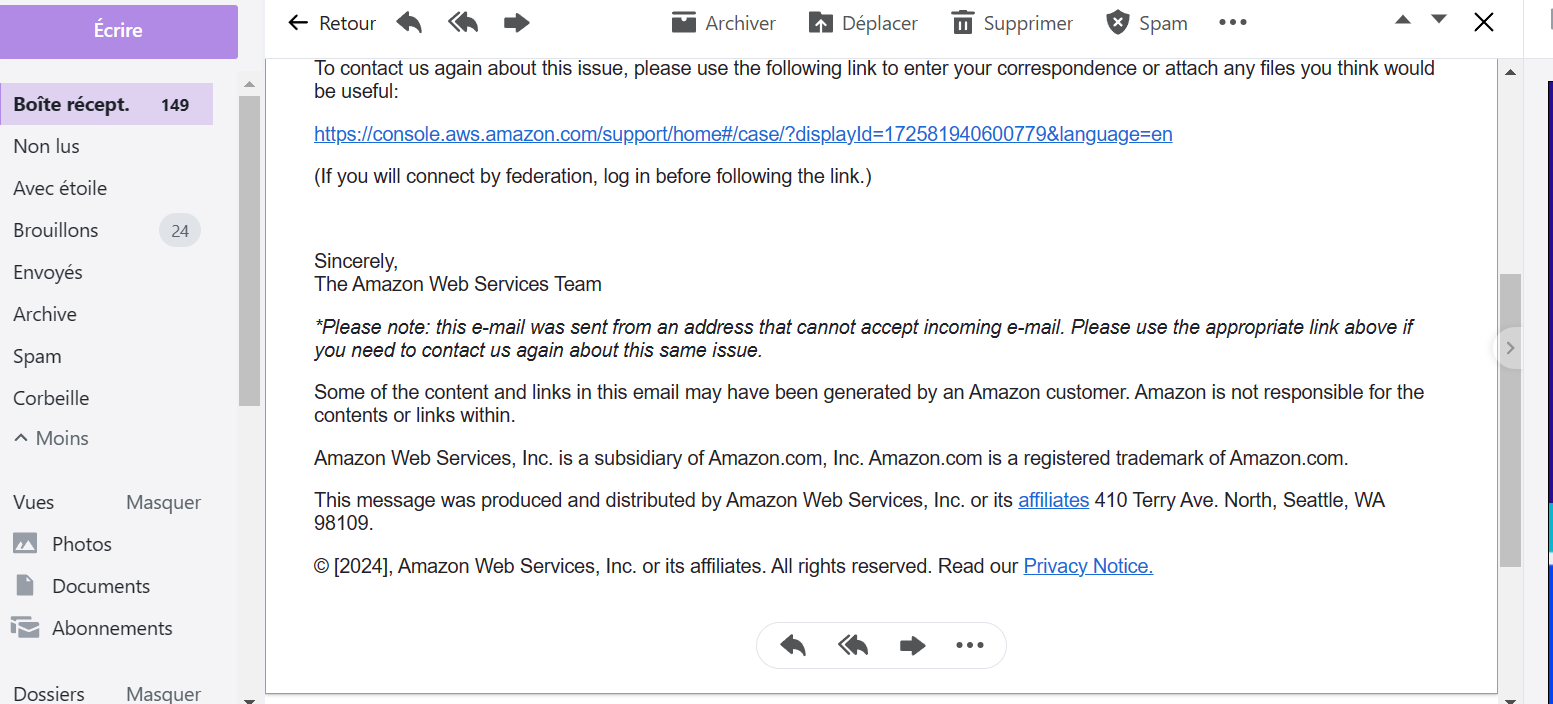 Écrire
Boîte récept. 149
Non lus
Avec étoile
Brouillons 24
Envoyés
Archive
Spam
Corbeille
Moins
Vues Masquer
Photos
Documents
Abonnements
Dossiers Masquer
Retour Archiver Déplacer Supprimer Spam
To contact us again about this issue, please use the following link to enter your correspondence or attach any files you think would
be useful:
https://console.aws.amazon.com/support/home#/case/?displayId=172581940600779&language=en
(If you will connect by federation, log in before following the link.)
Sincerely,
The Amazon Web Services Team
*Please note: this e-mail was sent from an address that cannot accept incoming e-mail. Please use the appropriate link above if
you need to contact us again about this same issue.
Some of the content and links in this email may have been generated by an Amazon customer. Amazon is not responsible for the
contents or links within.
Amazon Web Services, Inc. is a subsidiary of Amazon.com, Inc. Amazon.com is a registered trademark of Amazon.com.
This message was produced and distributed by Amazon Web Services, Inc. or its affiliates 410 Terry Ave. North, Seattle, WA
98109.
© [2024], Amazon Web Services, Inc. or its affiliates. All rights reserved. Read our Privacy Notice.